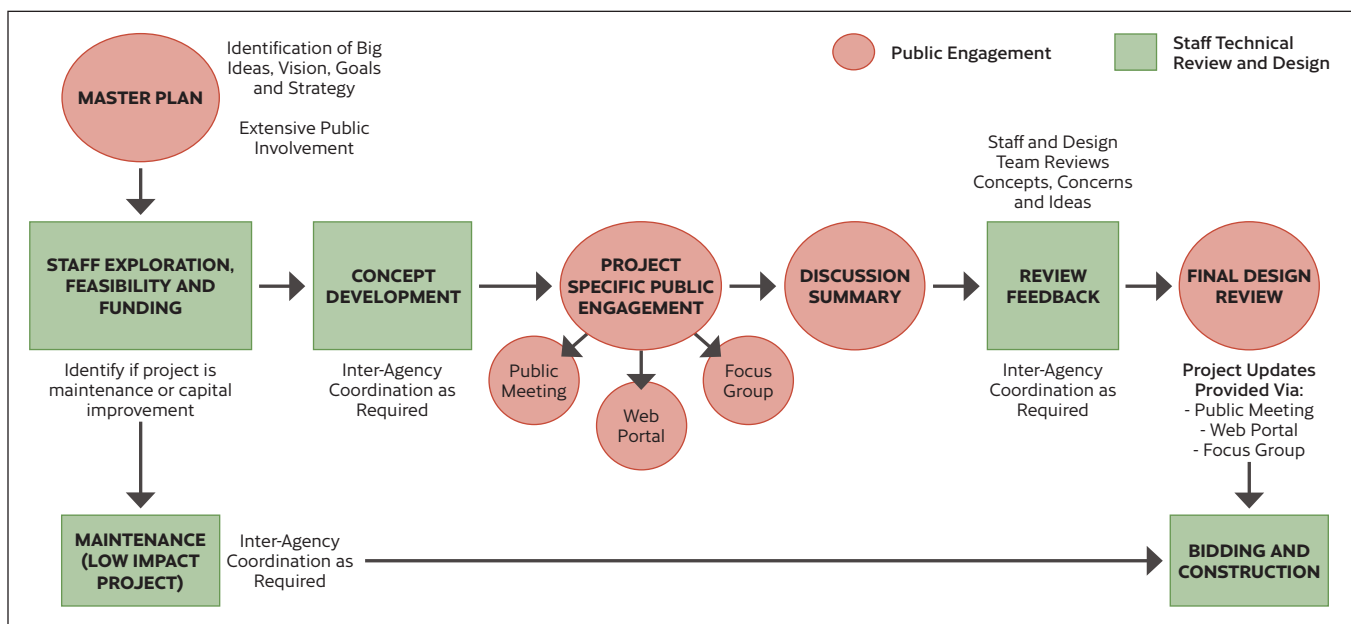 Identification of Big
Ideas, Vision, Goals
and Strategy
MASTER PLAN
Extensive Public
Involvement
Public Engagement
Staff Technical
Review and Design
Staff and Design
Team Reviews
Concepts, Concerns
and Ideas
STAFF EXPLORATION,
FEASIBILITY AND
FUNDING
Identify if project is
maintenance or capital
improvement
CONCEPT
DEVELOPMENT
Inter-Agency
Coordination as
Required
PROJECT
SPECIFIC PUBLIC
ENGAGEMENT
Public
Meeting
Web
Portal
Focus
Group
DISCUSSION
SUMMARY
REVIEW
FEEDBACK
Inter-Agency
Coordination as
Required
FINAL DESIGN
REVIEW
Project Updates
Provided Via:
- Public Meeting
- Web Portal
- Focus Group
MAINTENANCE
(LOW IMPACT
PROJECT)
Inter-Agency
Coordination as
Required
BIDDING AND
CONSTRUCTION